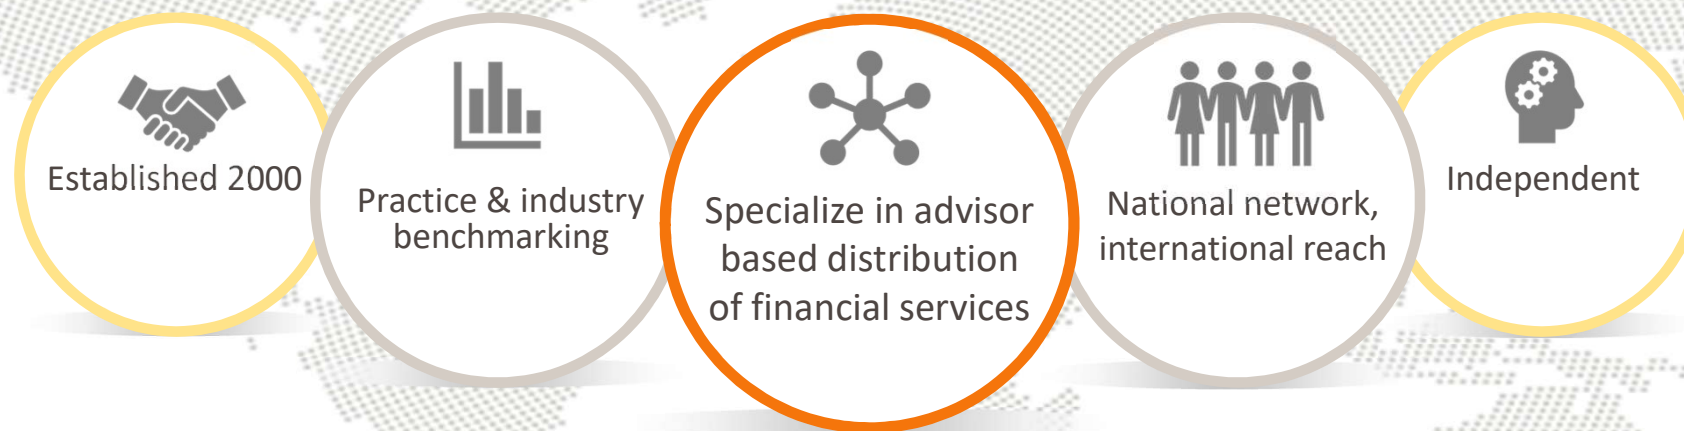 Established 2000
Practice & industry
benchmarking
Specialize in advisor
based distribution
of financial services
National network,
international reach
Independent